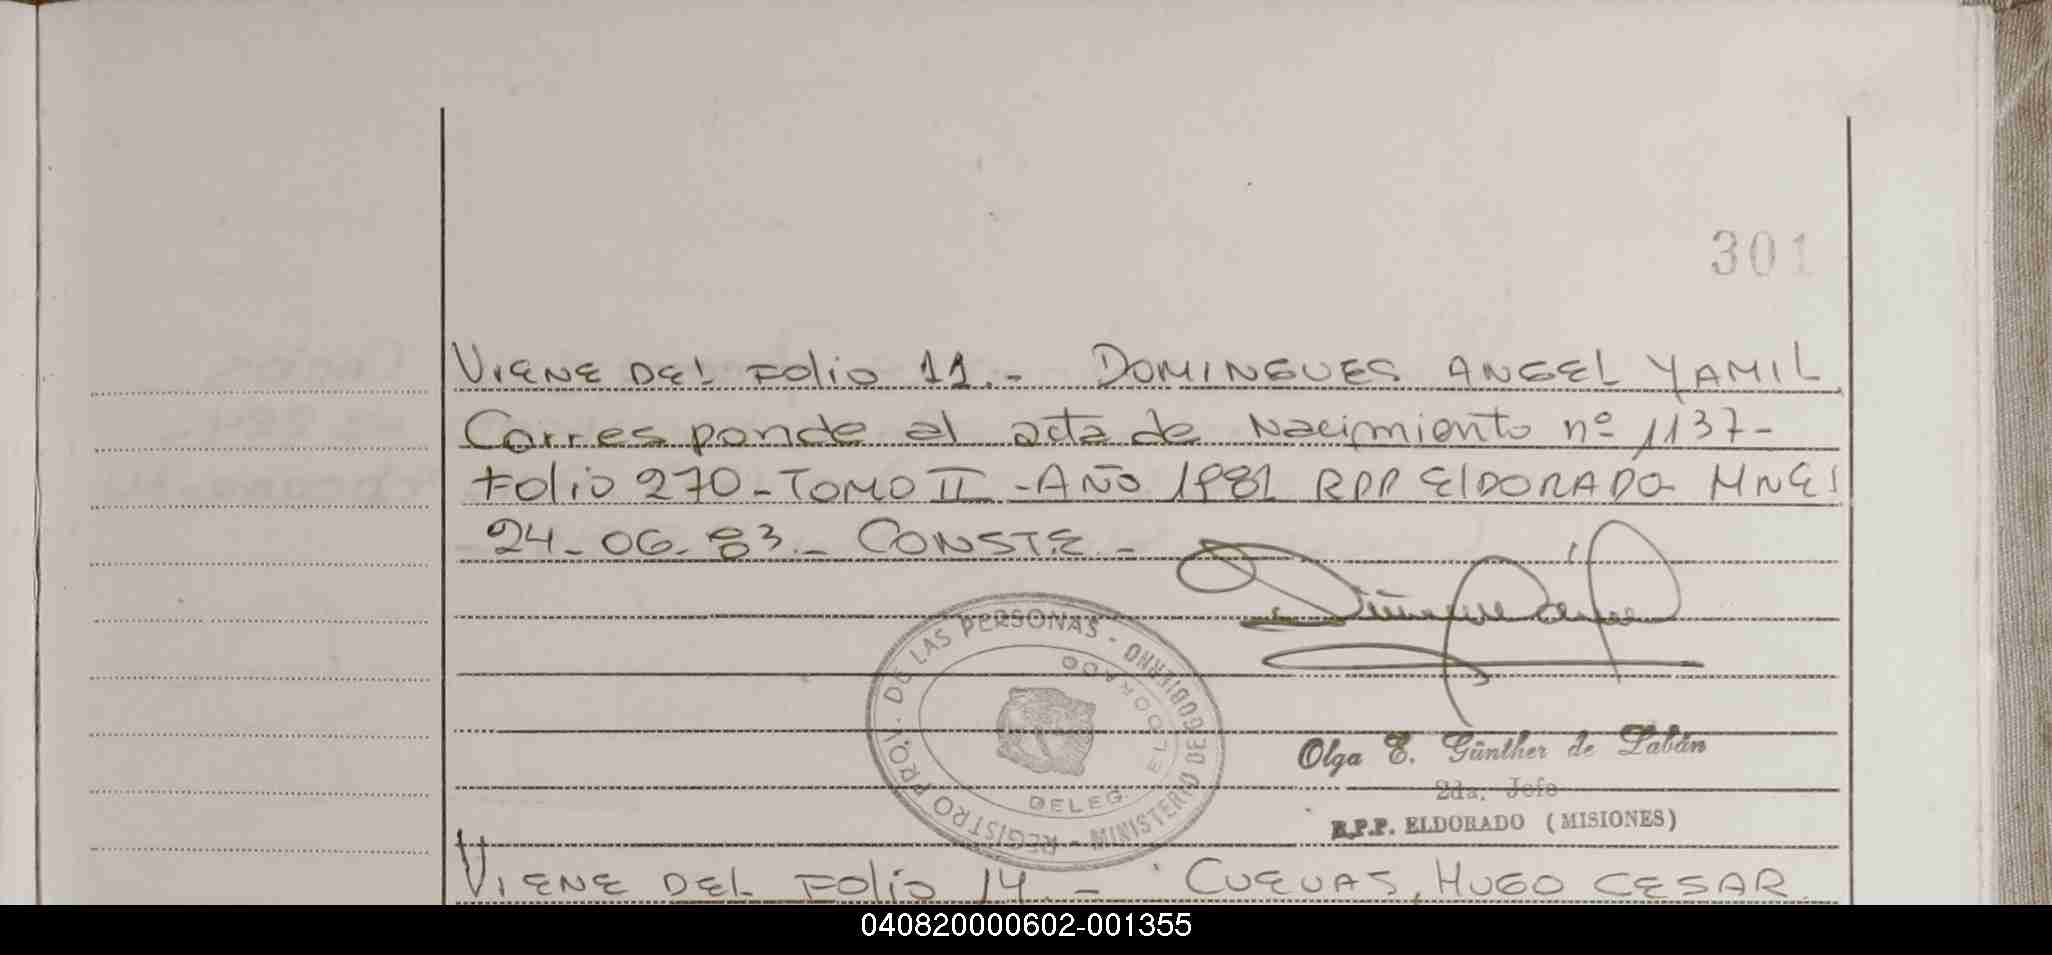 301
VIENE DEL FOLIO 11.- DOMINGUES ANGEL YAMIL
Corresponde al acta de Nacimiento nº 1137-
Folio 270-TOMO II -AÑO 1981 RPP ELDORADO MNES
24-06-83.- CONSTE.-
REGISTRO PROV. DE LAS PERSONAS - MINISTERIO DE GOBIERNO
DELEG. ELDORADO
Olga E. Günther de Labán
2da. Jefe
R.P.P. ELDORADO (MISIONES)
VIENE DEL FOLIO 14.- CUEVAS, HUGO CESAR
040820000602-001355